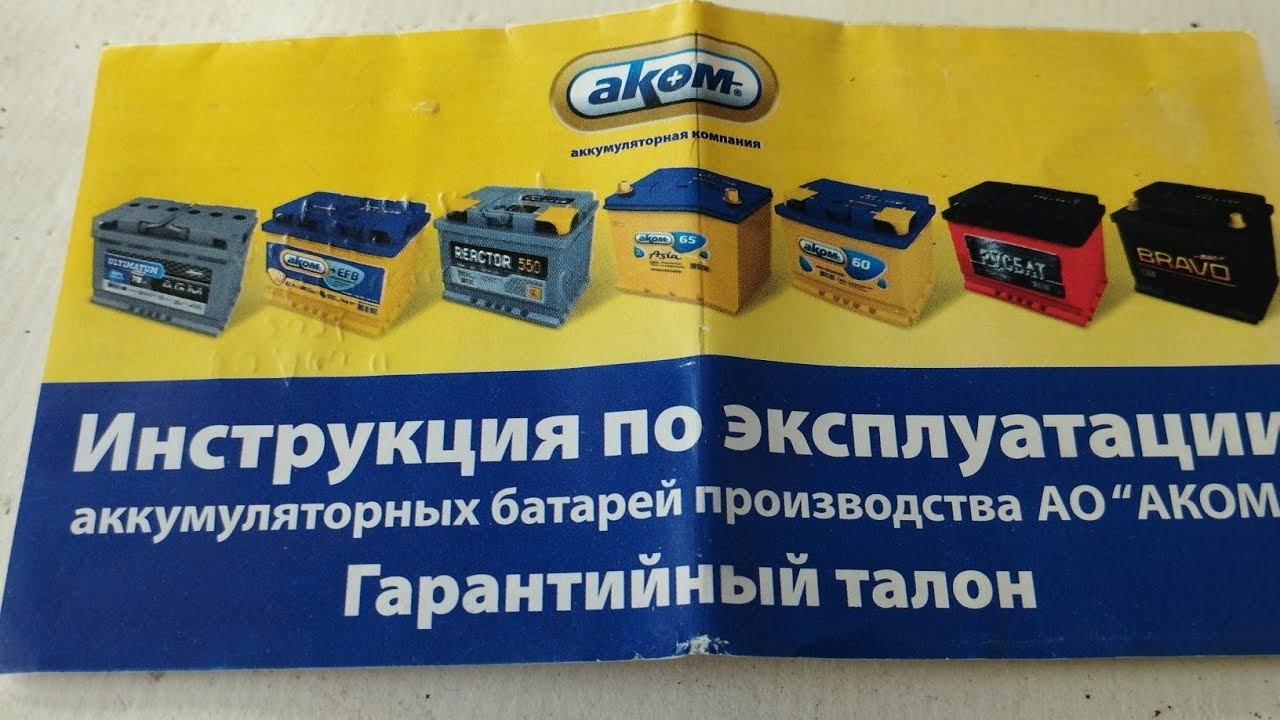 аком
аккумуляторная компания
ULTIMATUM
AGM
аком +EFB
REACTOR 550
аком 65
Asia
аком
60
РУСБАТ
BRAVO
Инструкция по эксплуатации
аккумуляторных батарей производства АО “АКОМ
Гарантийный талон